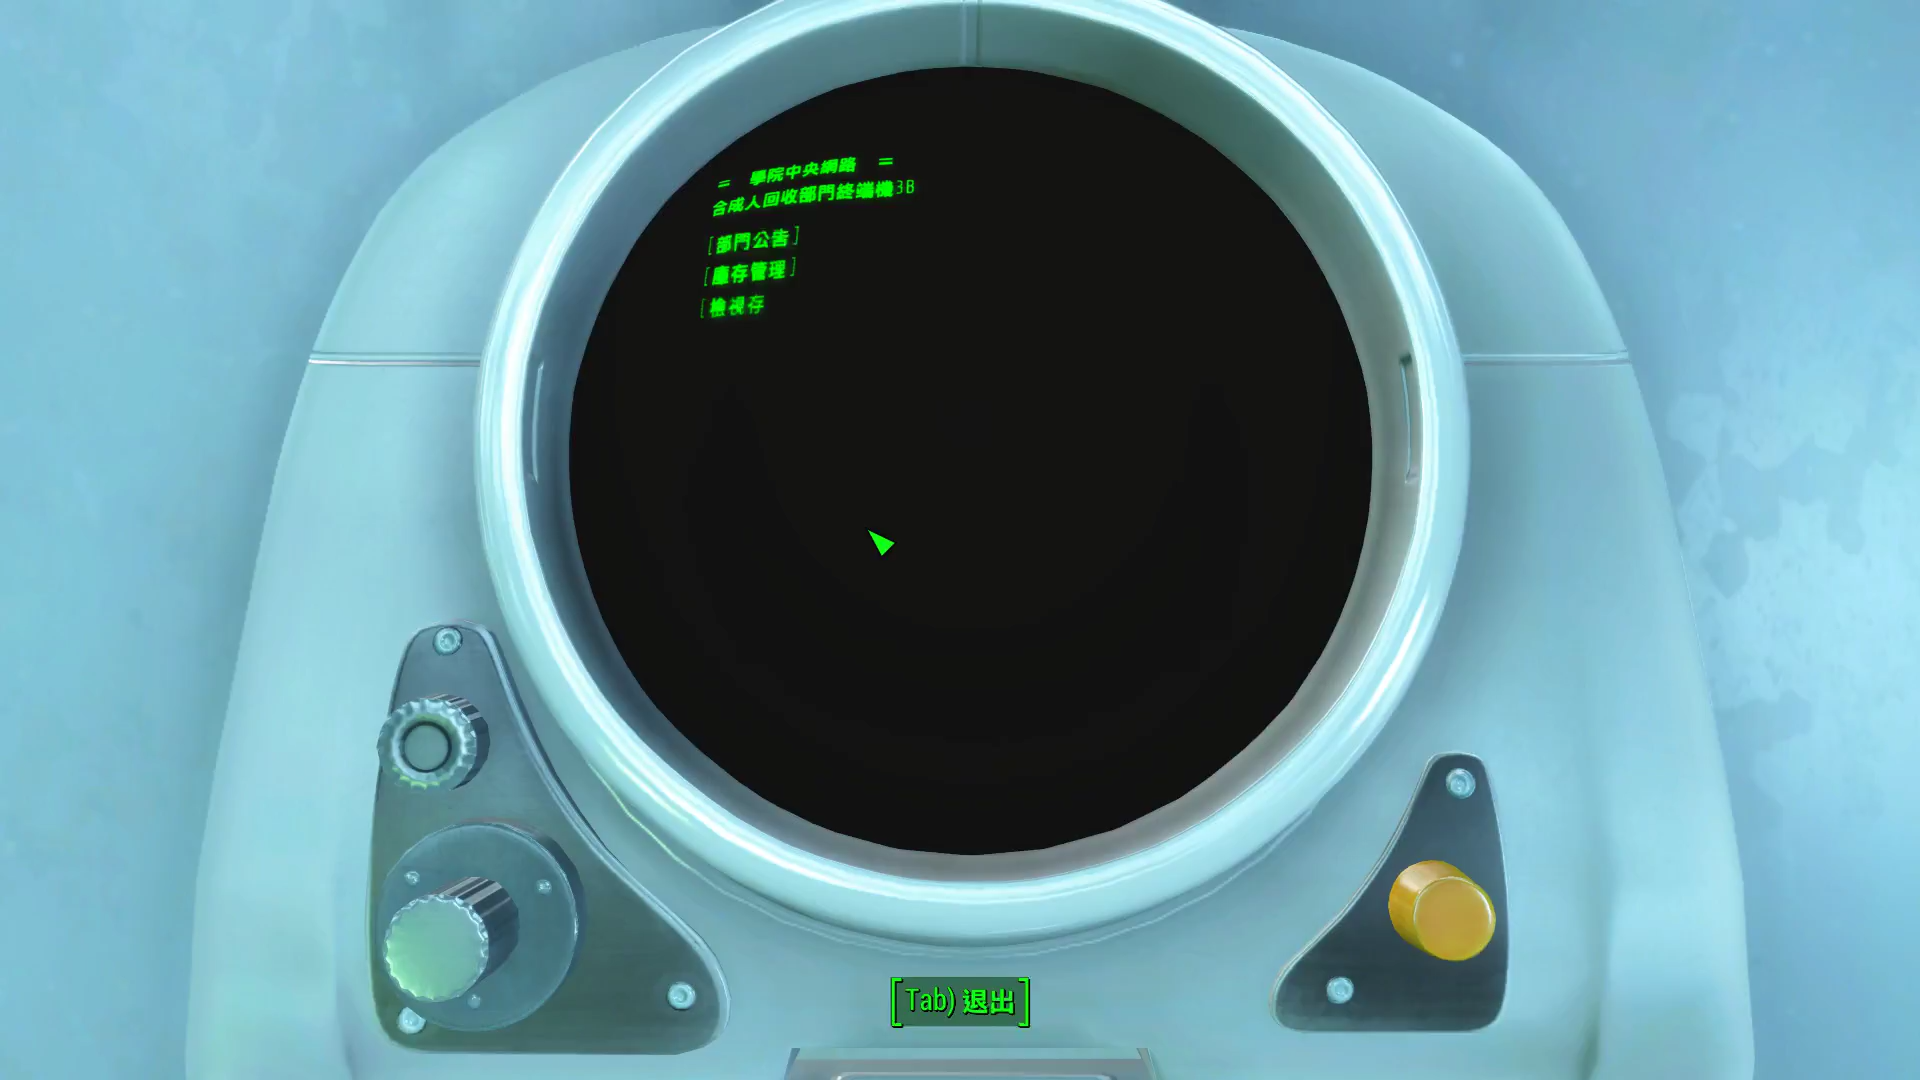 = 學院中央網路 =
合成人回收部門終端機3B
[部門公告]
[庫存管理]
[檢視存
[Tab) 退出]